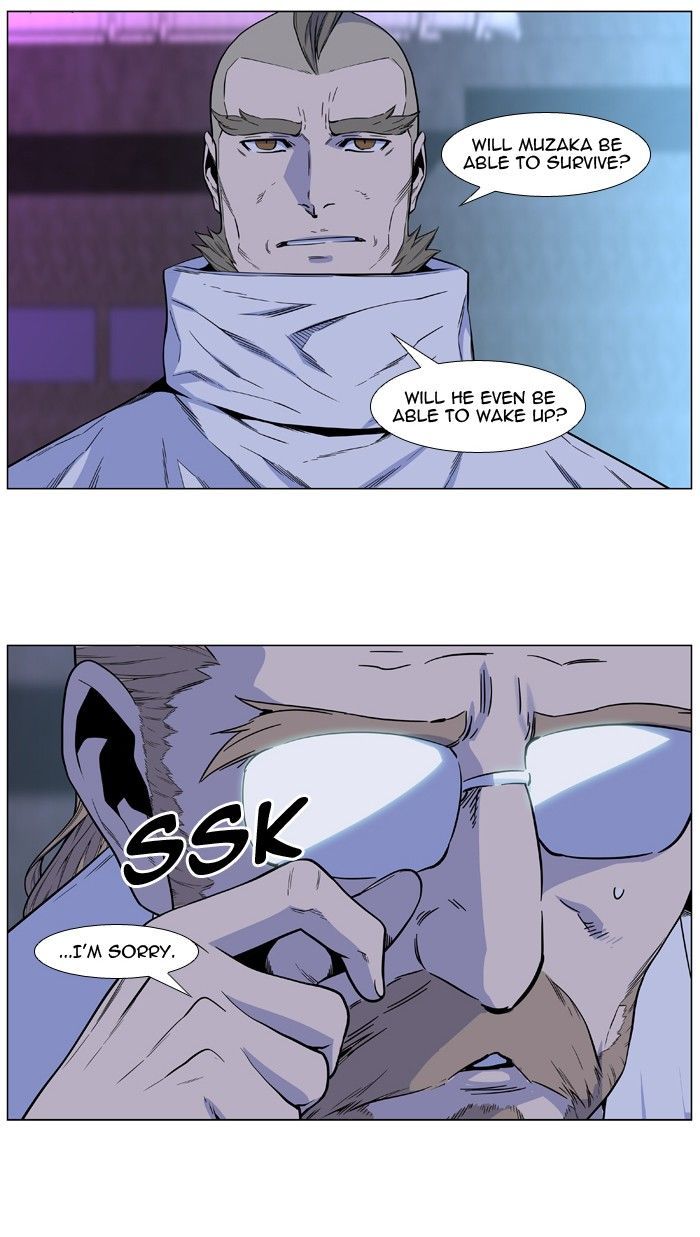 WILL MUZAKA BE
ABLE TO SURVIVE?
WILL HE EVEN BE
ABLE TO WAKE UP?
SSK
...I'M SORRY.